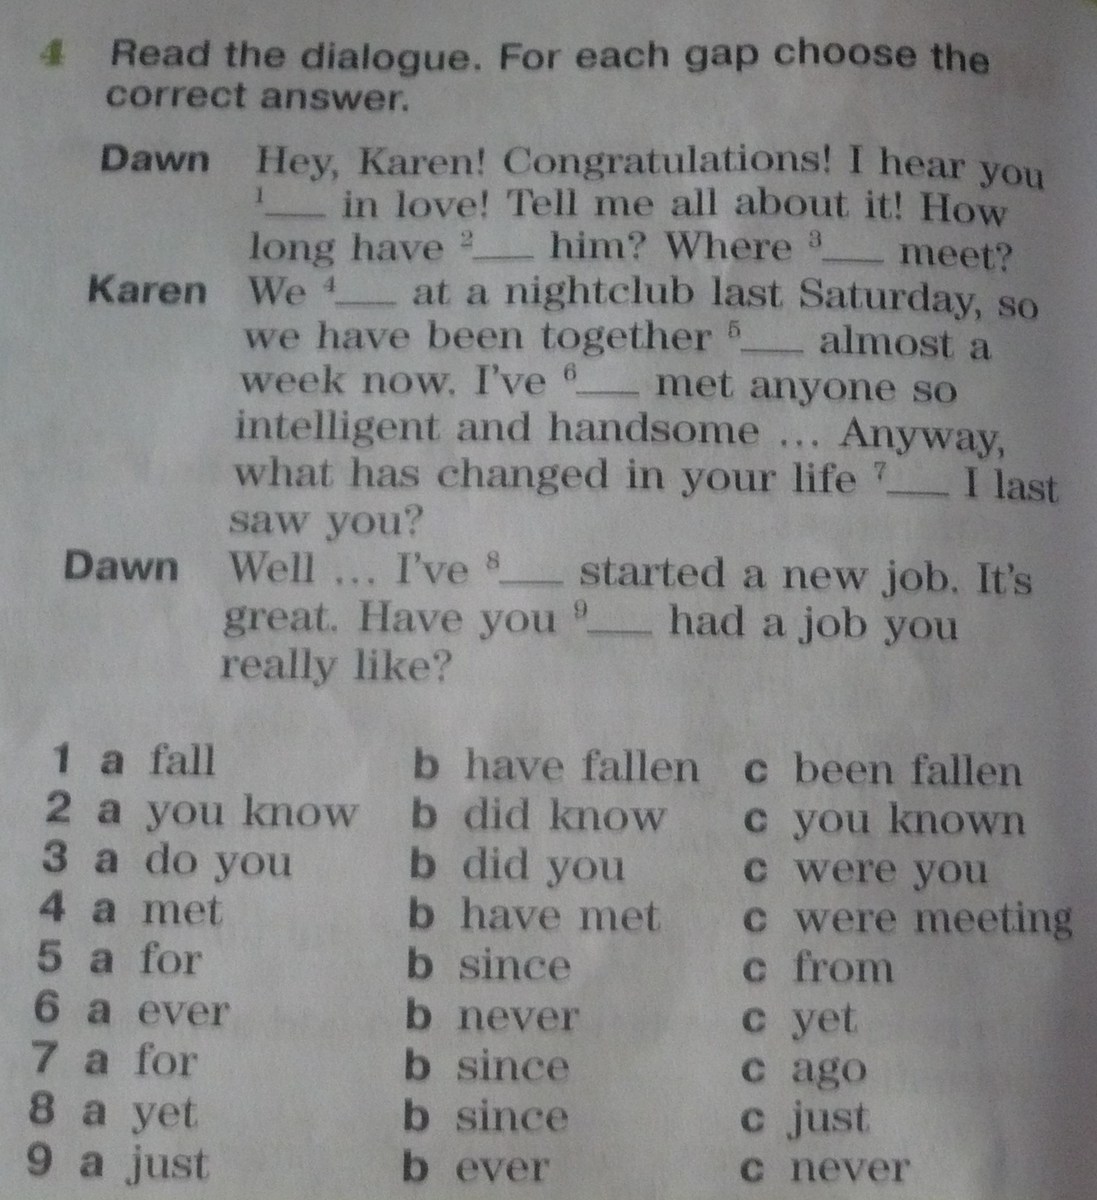 4 Read the dialogue. For each gap choose the
correct answer.
Dawn Hey, Karen! Congratulations! I hear you
1___ in love! Tell me all about it! How
long have 2___ him? Where 3___ meet?
Karen We 4___ at a nightclub last Saturday, so
we have been together 5___ almost a
week now. I've 6___ met anyone so
intelligent and handsome ... Anyway,
what has changed in your life 7___ I last
saw you?
Dawn Well ... I've 8___ started a new job. It's
great. Have you 9___ had a job you
really like?
1 a fall b have fallen c been fallen
2 a you know b did know c you known
3 a do you b did you c were you
4 a met b have met c were meeting
5 a for b since c from
6 a ever b never c yet
7 a for b since c ago
8 a yet b since c just
9 a just b ever c never